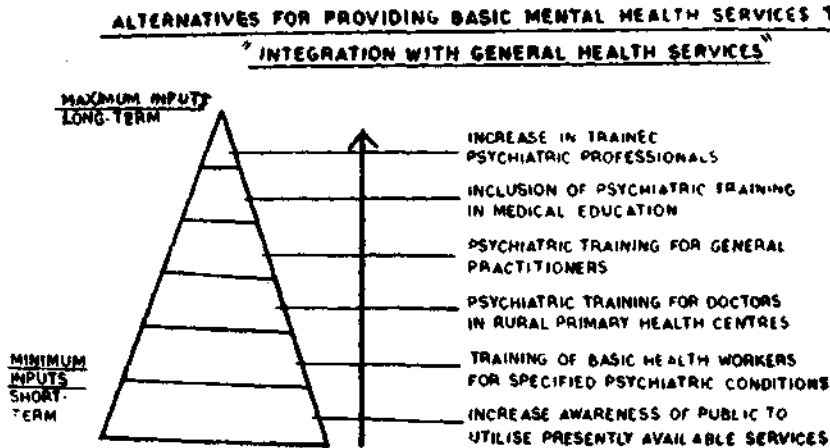 ALTERNATIVES FOR PROVIDING BASIC MENTAL HEALTH SERVICES
"INTEGRATION WITH GENERAL HEALTH SERVICES"
MAXIMUM INPUTS
LONG-TERM
INCREASE IN TRAINED
PSYCHIATRIC PROFESSIONALS
INCLUSION OF PSYCHIATRIC TRAINING
IN MEDICAL EDUCATION
PSYCHIATRIC TRAINING FOR GENERAL
PRACTITIONERS
PSYCHIATRIC TRAINING FOR DOCTORS
IN RURAL PRIMARY HEALTH CENTRES
MINIMUM
INPUTS
SHORT-
TERM
TRAINING OF BASIC HEALTH WORKERS
FOR SPECIFIED PSYCHIATRIC CONDITIONS
INCREASE AWARENESS OF PUBLIC TO
UTILISE PRESENTLY AVAILABLE SERVICES